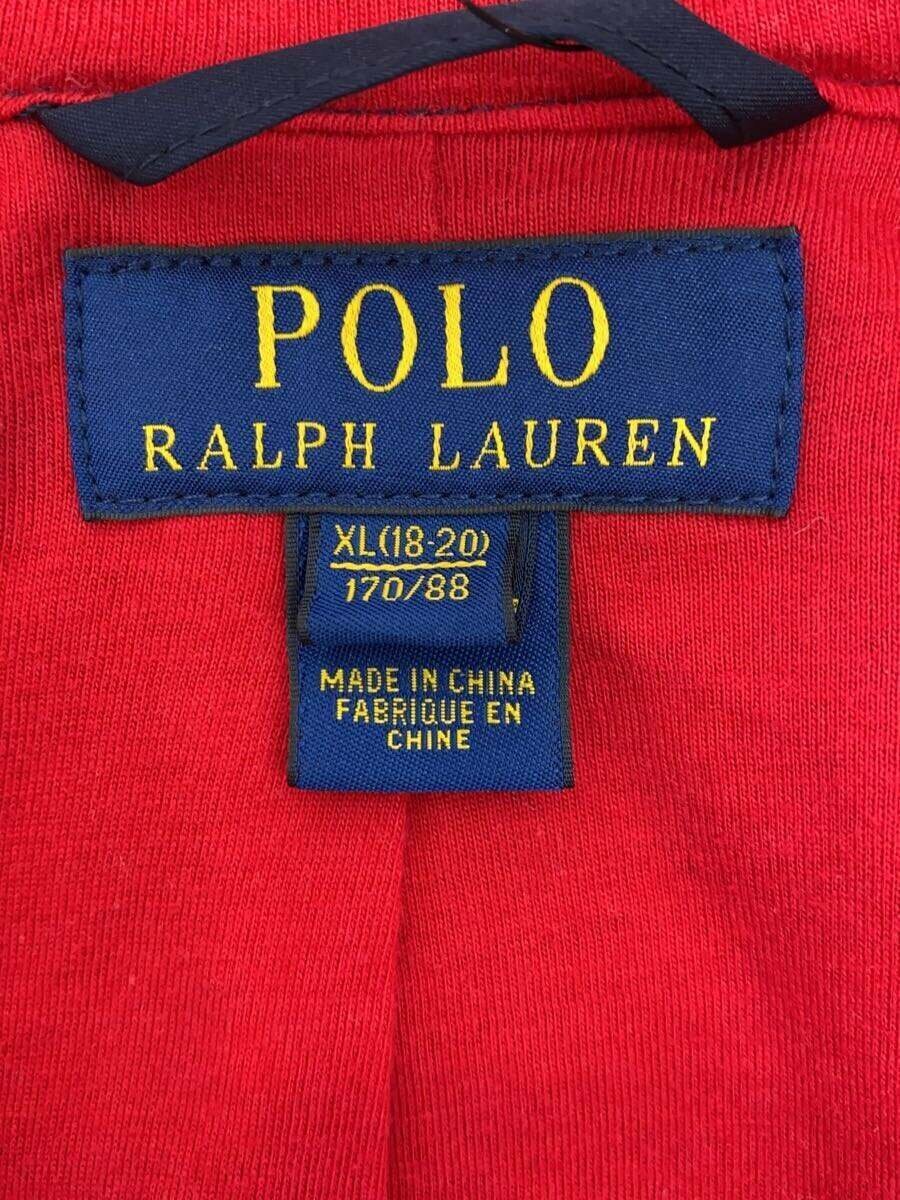 POLO
RALPH LAUREN
XL(18-20)
170/88
MADE IN CHINA
FABRIQUE EN
CHINE